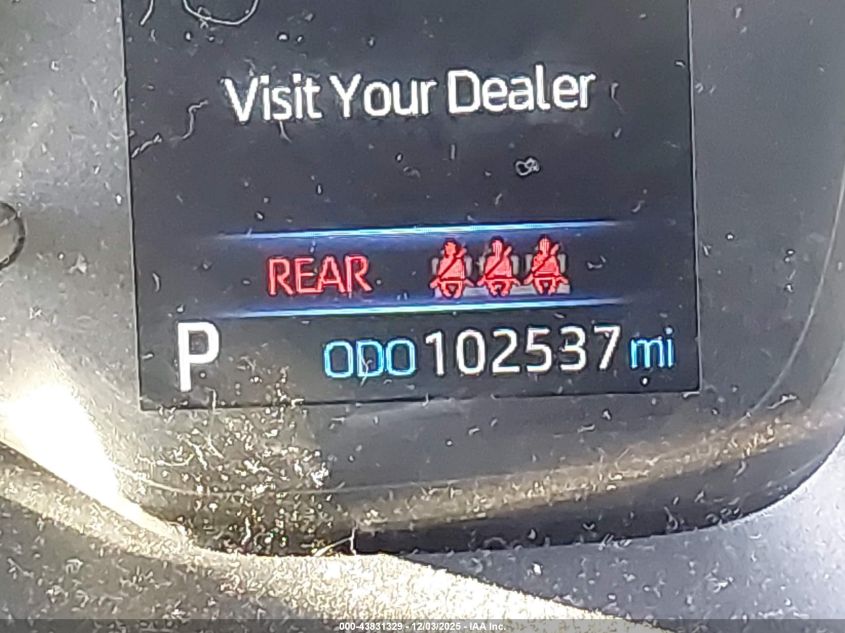 Visit Your Dealer
REAR
P ODO 102537 mi
000-43831329 - 12/03/2025 - IAA Inc.